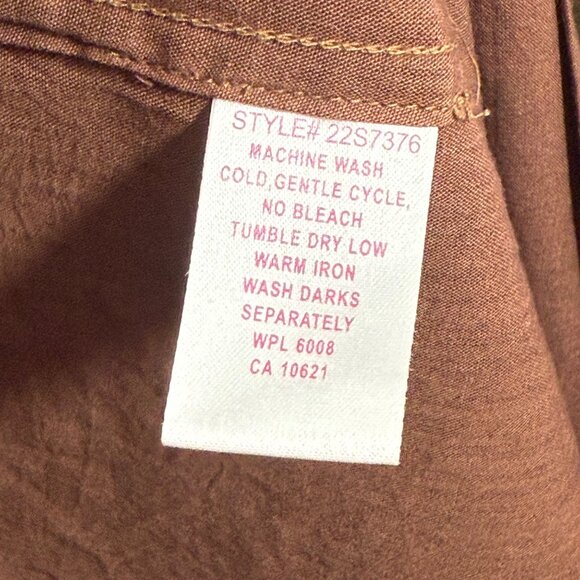 STYLE# 22S7376
MACHINE WASH
COLD,GENTLE CYCLE,
NO BLEACH
TUMBLE DRY LOW
WARM IRON
WASH DARKS
SEPARATELY
WPL 6008
CA 10621